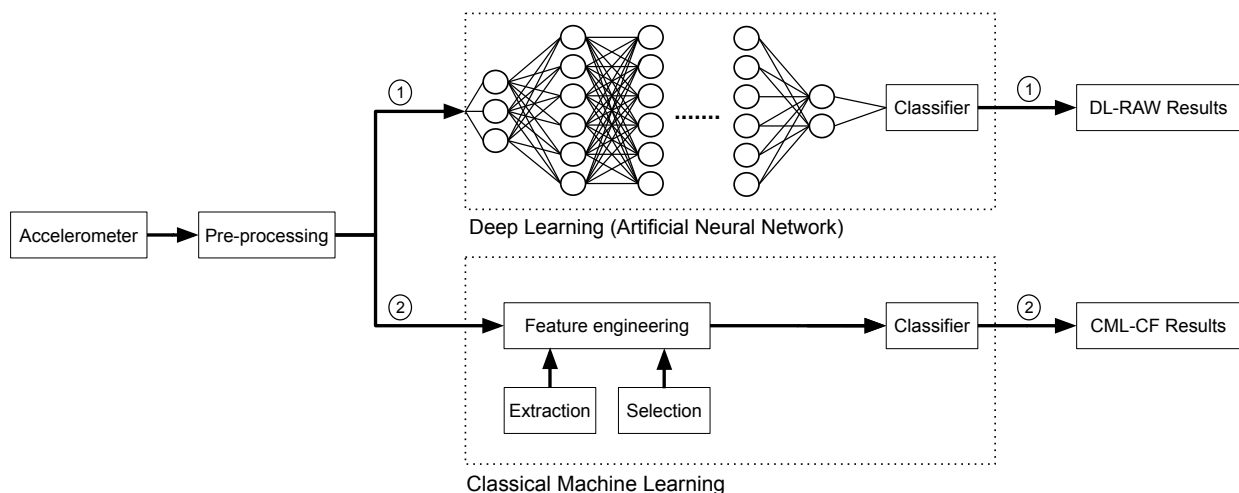 1
Classifier
1
DL-RAW Results
Deep Learning (Artificial Neural Network)
Accelerometer
Pre-processing
2
Feature engineering
Classifier
2
CML-CF Results
Extraction
Selection
Classical Machine Learning